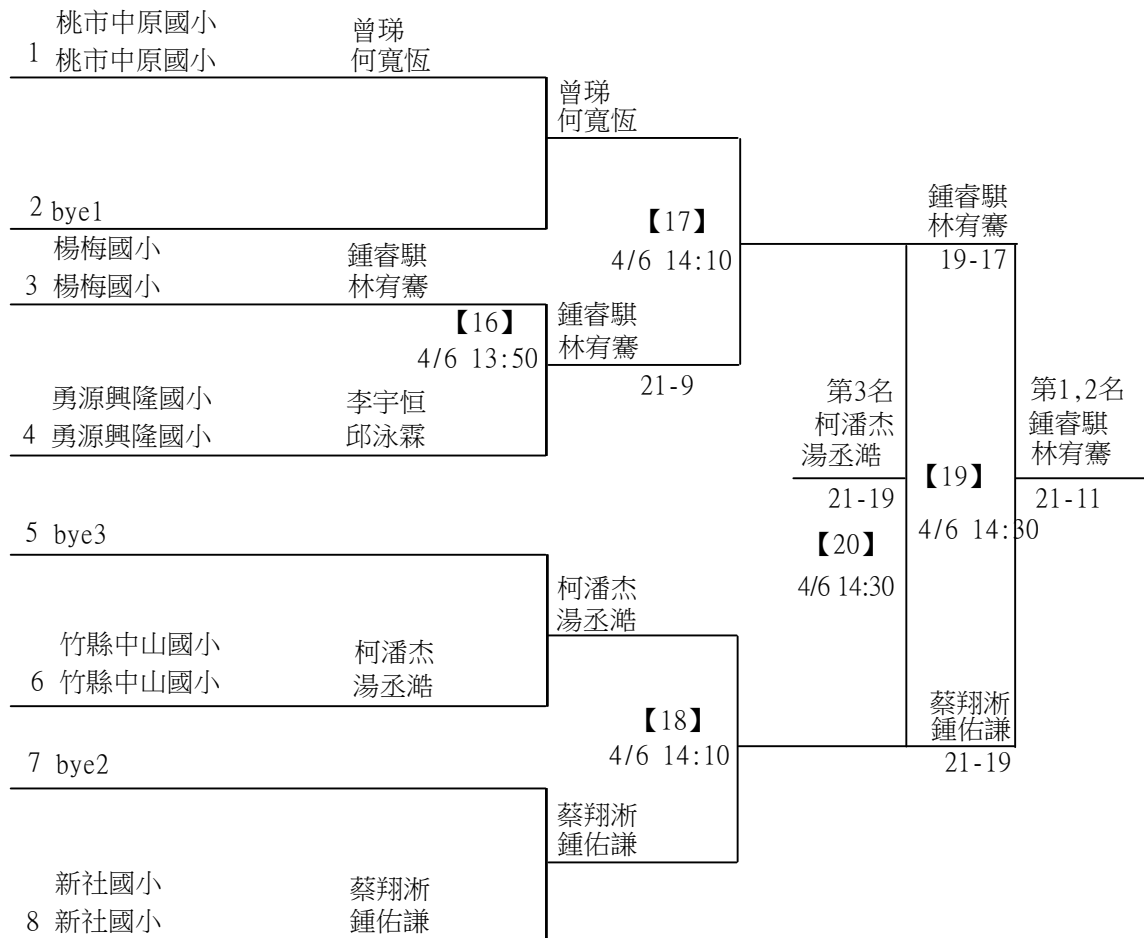 桃市中原國小 曾珶
1 桃市中原國小 何寬恆
曾珶
何寬恆
2 bye1
鍾睿騏
林宥騫
19-17
【17】
4/6 14:10
楊梅國小 鍾睿騏
3 楊梅國小 林宥騫
【16】
4/6 13:50
鍾睿騏
林宥騫
21-9
勇源興隆國小 李宇恒
4 勇源興隆國小 邱泳霖
第3名
柯潘杰
湯丞澔
21-19
【20】
4/6 14:30
【19】
4/6 14:30
第1,2名
鍾睿騏
林宥騫
21-11
5 bye3
柯潘杰
湯丞澔
竹縣中山國小 柯潘杰
6 竹縣中山國小 湯丞澔
【18】
4/6 14:10
蔡翔淅
鍾佑謙
21-19
7 bye2
蔡翔淅
鍾佑謙
新社國小 蔡翔淅
8 新社國小 鍾佑謙